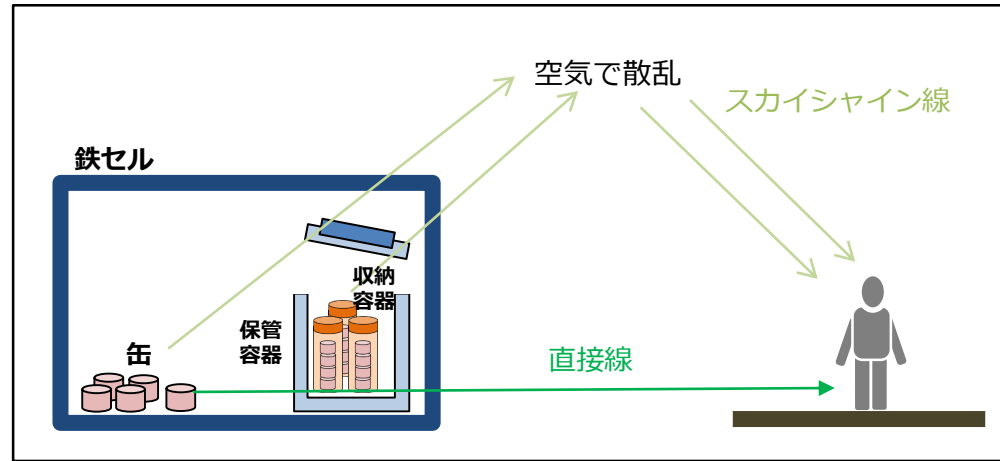 空気で散乱
スカイシャイン線
鉄セル
収納
容器
保管
容器
缶
直接線